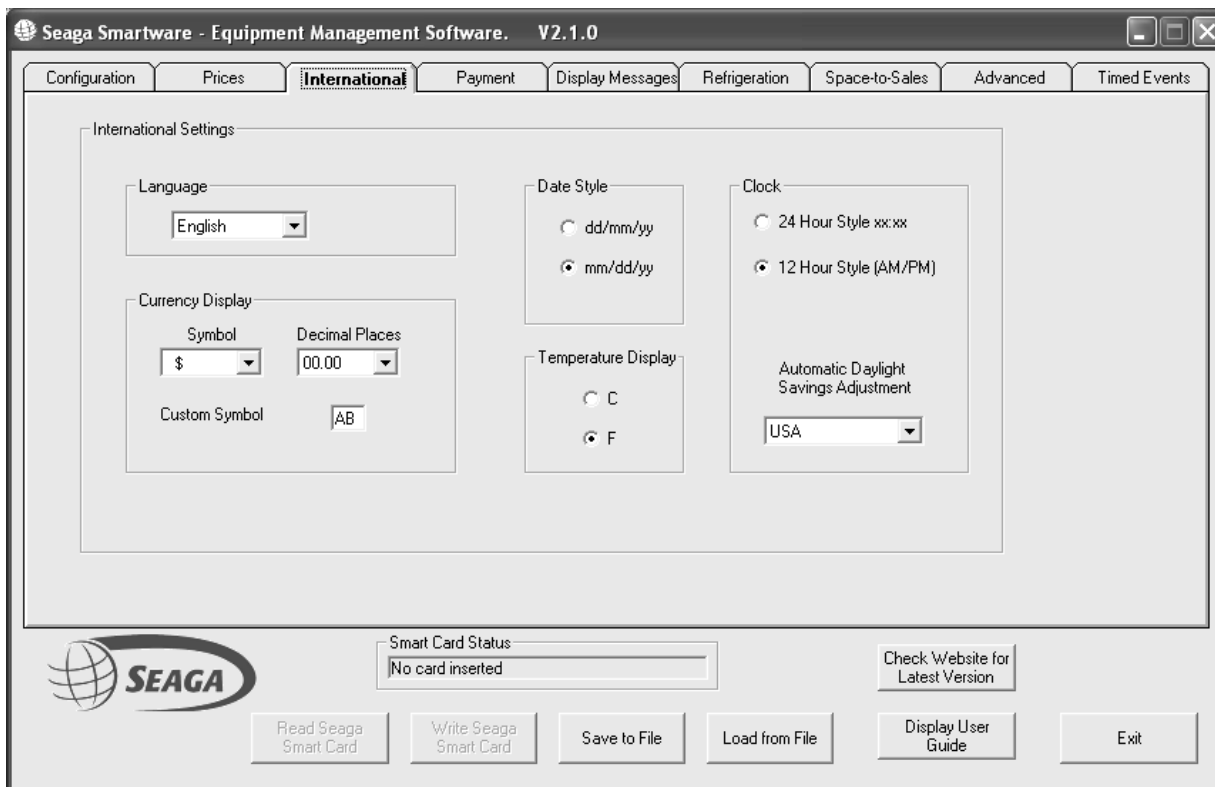 Seaga Smartware - Equipment Management Software. V2.1.0
Configuration Prices International Payment Display Messages Refrigeration Space-to-Sales Advanced Timed Events
International Settings
Language
English
Currency Display
Symbol Decimal Places
$ 00.00
Custom Symbol AB
Date Style
dd/mm/yy
mm/dd/yy
Temperature Display
C
F
Clock
24 Hour Style xx:xx
12 Hour Style (AM/PM)
Automatic Daylight
Savings Adjustment
USA
SEAGA
Smart Card Status
No card inserted
Check Website for
Latest Version
Read Seaga
Smart Card
Write Seaga
Smart Card
Save to File
Load from File
Display User
Guide
Exit